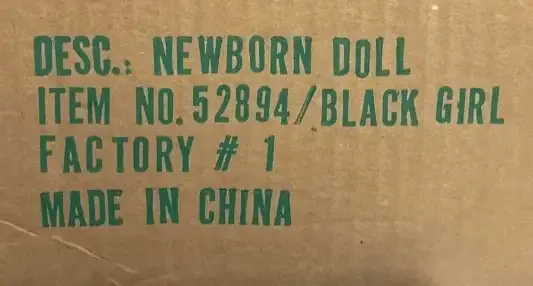 DESC.: NEWBORN DOLL
ITEM NO. 52894/BLACK GIRL
FACTORY # 1
MADE IN CHINA